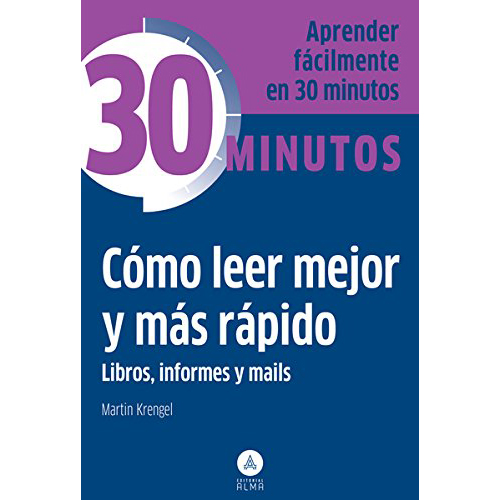 Aprender
fácilmente
en 30 minutos
30 MINUTOS
Cómo leer mejor
y más rápido
Libros, informes y mails
Martin Krengel
EDITORIAL
ALMA